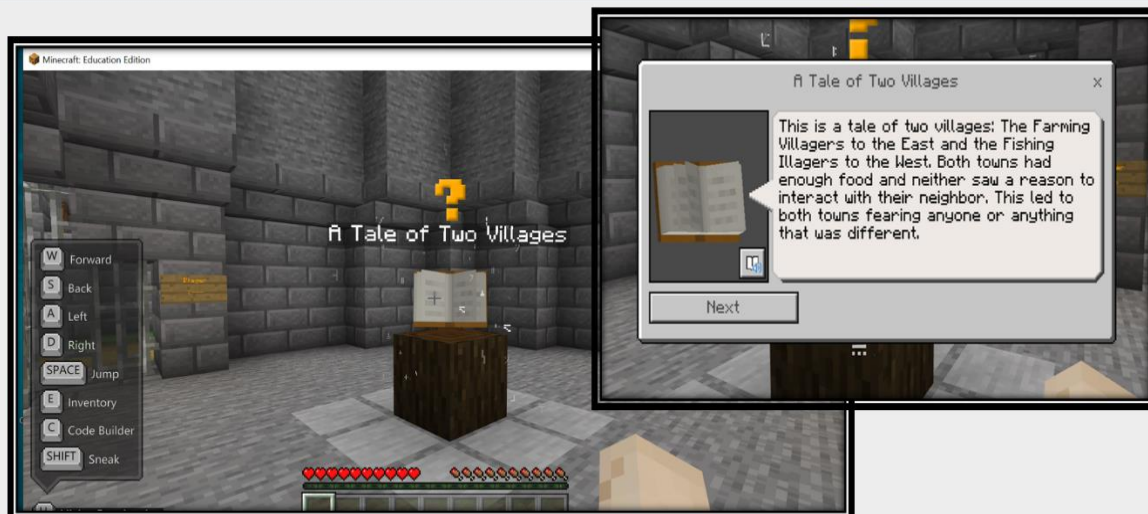 Minecraft: Education Edition
?
A Tale of Two Villages
W Forward
S Back
A Left
D Right
SPACE Jump
E Inventory
C Code Builder
SHIFT Sneak
A Tale of Two Villages
x
This is a tale of two villages: The Farming
Villagers to the East and the Fishing
Illagers to the West. Both towns had
enough food and neither saw a reason to
interact with their neighbor. This led to
both towns fearing anyone or anything
that was different.
Next